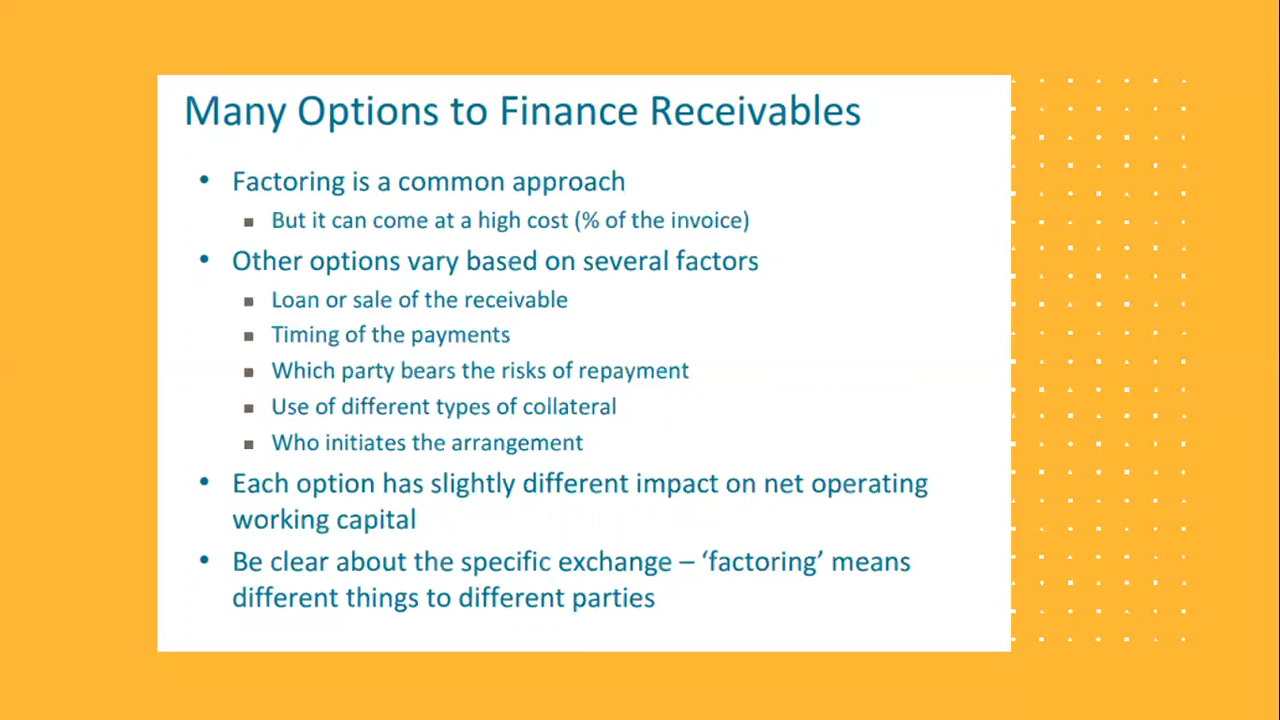 Many Options to Finance Receivables
• Factoring is a common approach
▪ But it can come at a high cost (% of the invoice)
• Other options vary based on several factors
▪ Loan or sale of the receivable
▪ Timing of the payments
▪ Which party bears the risks of repayment
▪ Use of different types of collateral
▪ Who initiates the arrangement
• Each option has slightly different impact on net operating
working capital
• Be clear about the specific exchange – ‘factoring’ means
different things to different parties